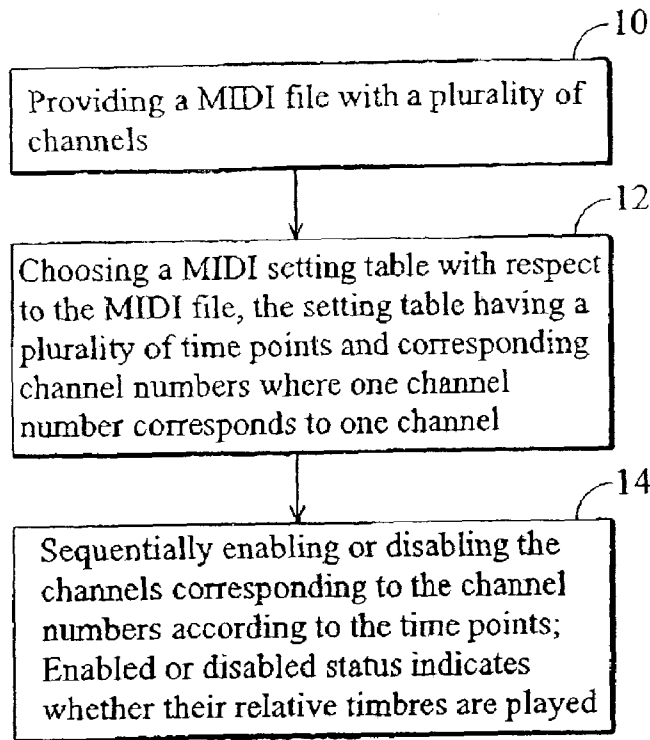 10
Providing a MIDI file with a plurality of
channels
12
Choosing a MIDI setting table with respect
to the MIDI file, the setting table having a
plurality of time points and corresponding
channel numbers where one channel
number corresponds to one channel
14
Sequentially enabling or disabling the
channels corresponding to the channel
numbers according to the time points;
Enabled or disabled status indicates
whether their relative timbres are played